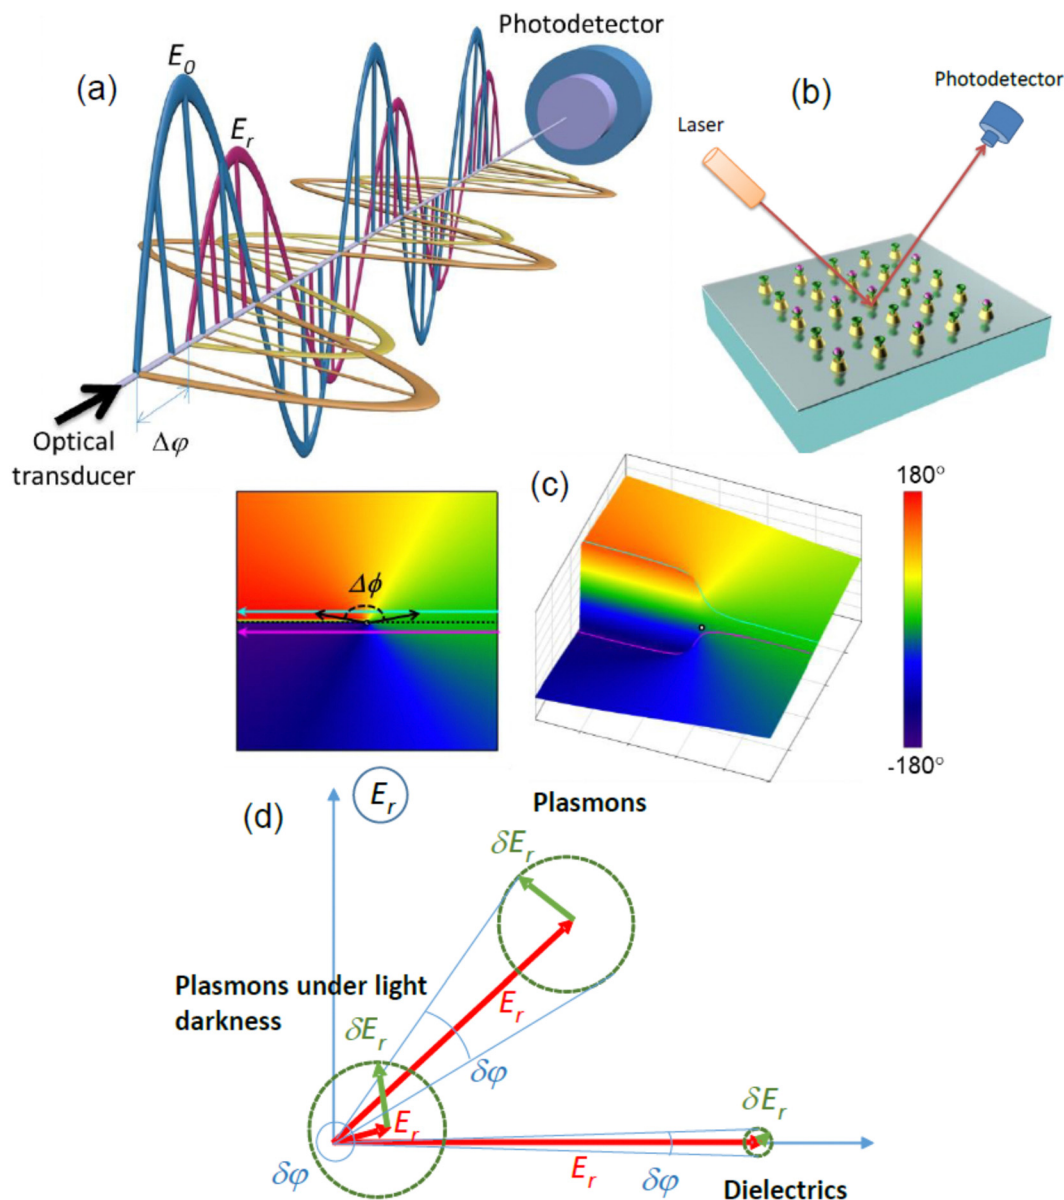 Photodetector
(a)
E0
Er
Optical
transducer
Δφ
(b)
Photodetector
Laser
(c)
Δϕ
180°
-180°
(d)
Er
Plasmons
δEr
Er
δφ
Plasmons under light
darkness
δEr
Er
δφ
δEr
Er
δφ
Dielectrics